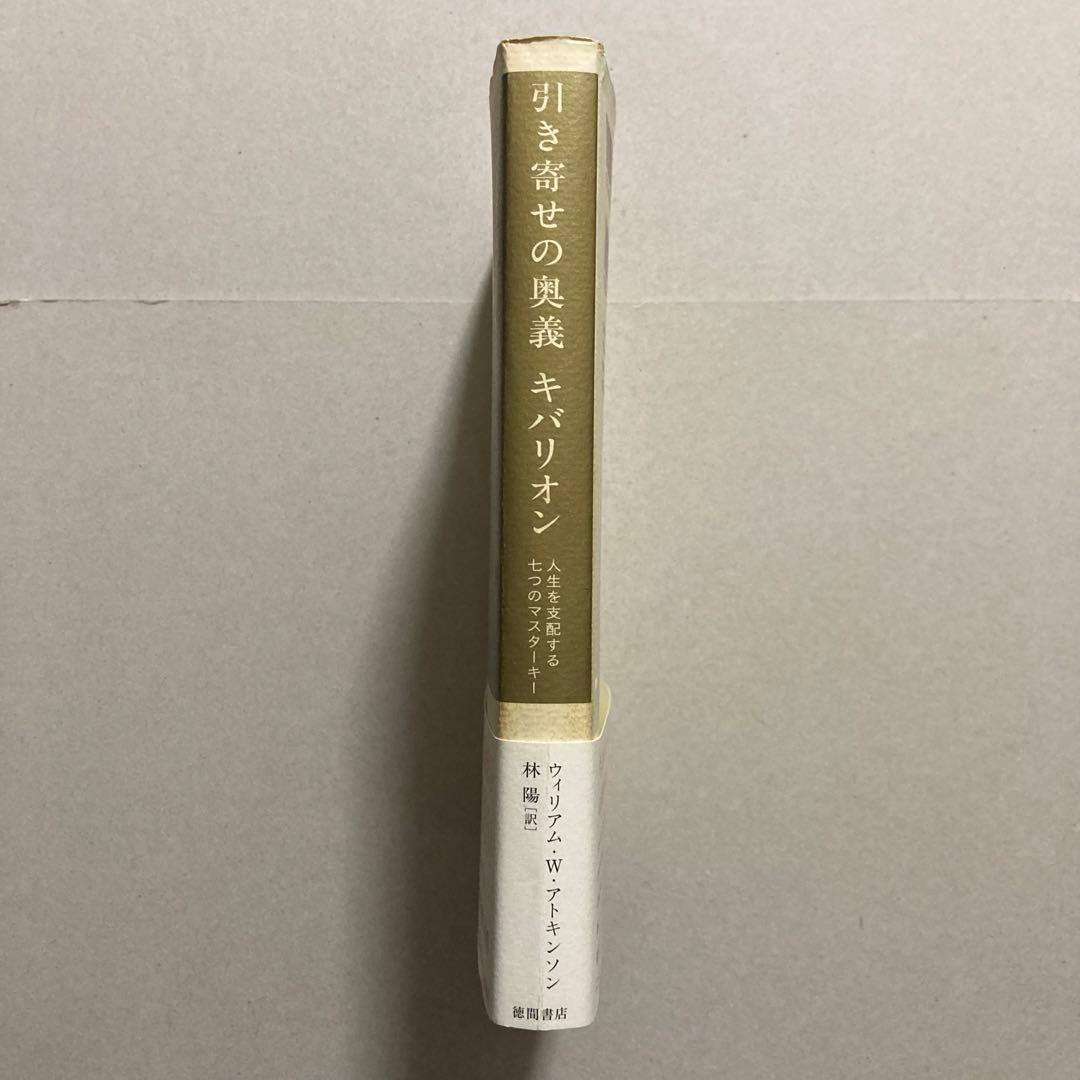 引き寄せの奥義 キバリオン
人生を支配する
七つのマスターキー
ウィリアム・W・アトキンソン
林 陽[訳]
徳間書店